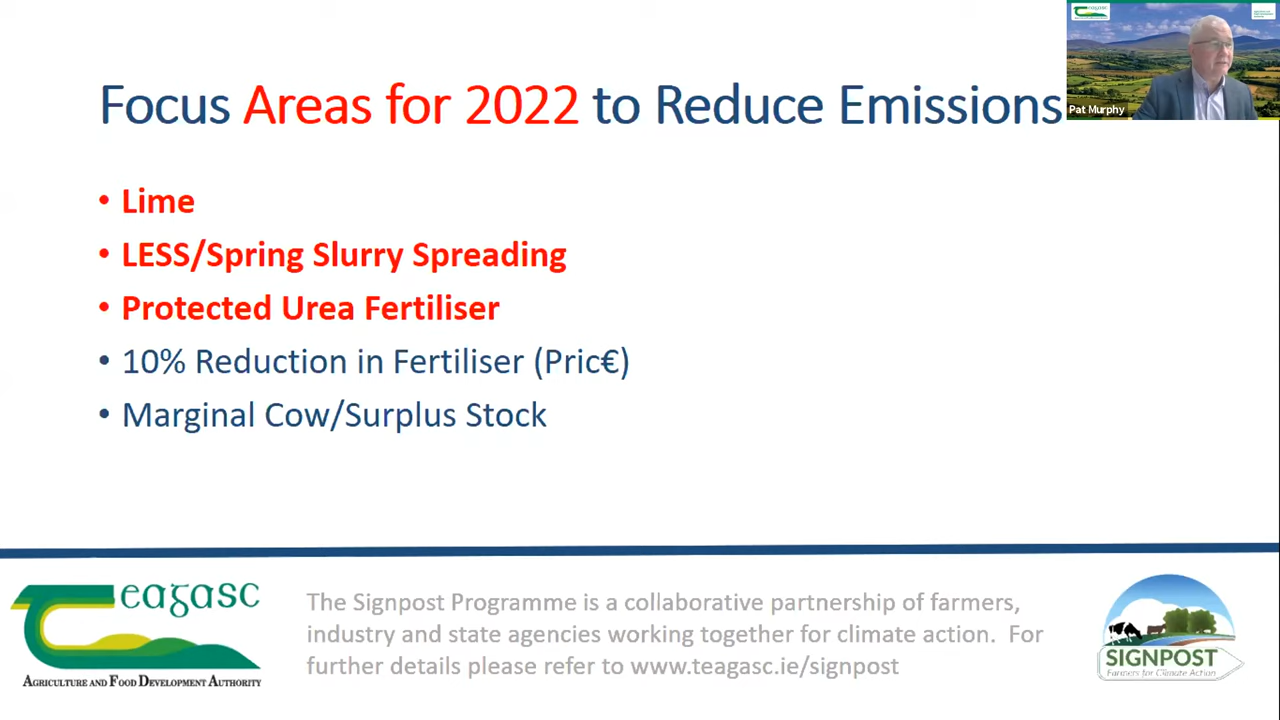 Focus Areas for 2022 to Reduce Emissions
Pat Murphy
• Lime
• LESS/Spring Slurry Spreading
• Protected Urea Fertiliser
• 10% Reduction in Fertiliser (Pric€)
• Marginal Cow/Surplus Stock
eagasc
AGRICULTURE AND FOOD DEVELOPMENT AUTHORITY
The Signpost Programme is a collaborative partnership of farmers,
industry and state agencies working together for climate action. For
further details please refer to www.teagasc.ie/signpost
SIGNPOST
Farmers for Climate Action